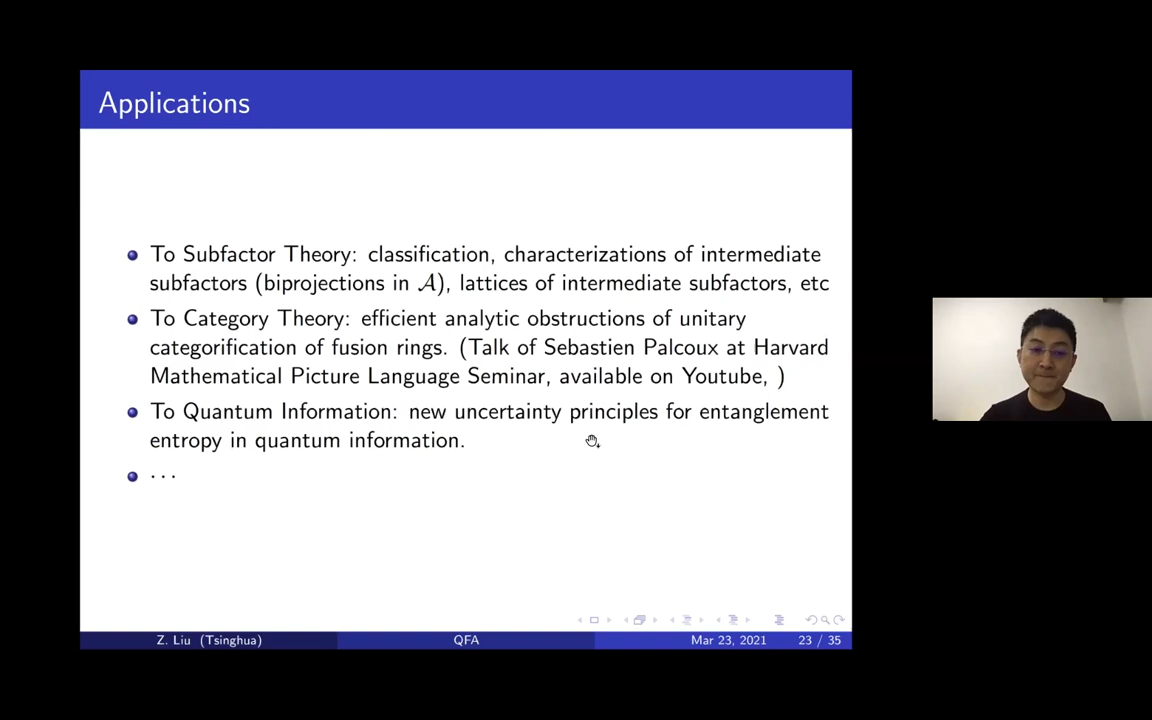 Applications
To Subfactor Theory: classification, characterizations of intermediate
subfactors (biprojections in 𝒜), lattices of intermediate subfactors, etc
To Category Theory: efficient analytic obstructions of unitary
categorification of fusion rings. (Talk of Sebastien Palcoux at Harvard
Mathematical Picture Language Seminar, available on Youtube, )
To Quantum Information: new uncertainty principles for entanglement
entropy in quantum information.
···
Z. Liu (Tsinghua) QFA Mar 23, 2021 23 / 35